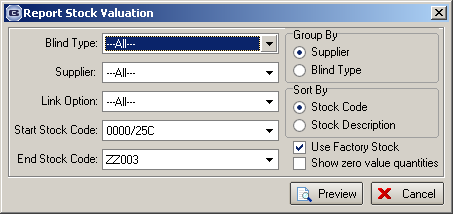 Report Stock Valuation
Blind Type: ---All---
Supplier: ---All---
Link Option: ---All---
Start Stock Code: 0000/25C
End Stock Code: ZZ003
Group By
Supplier
Blind Type
Sort By
Stock Code
Stock Description
Use Factory Stock
Show zero value quantities
Preview Cancel